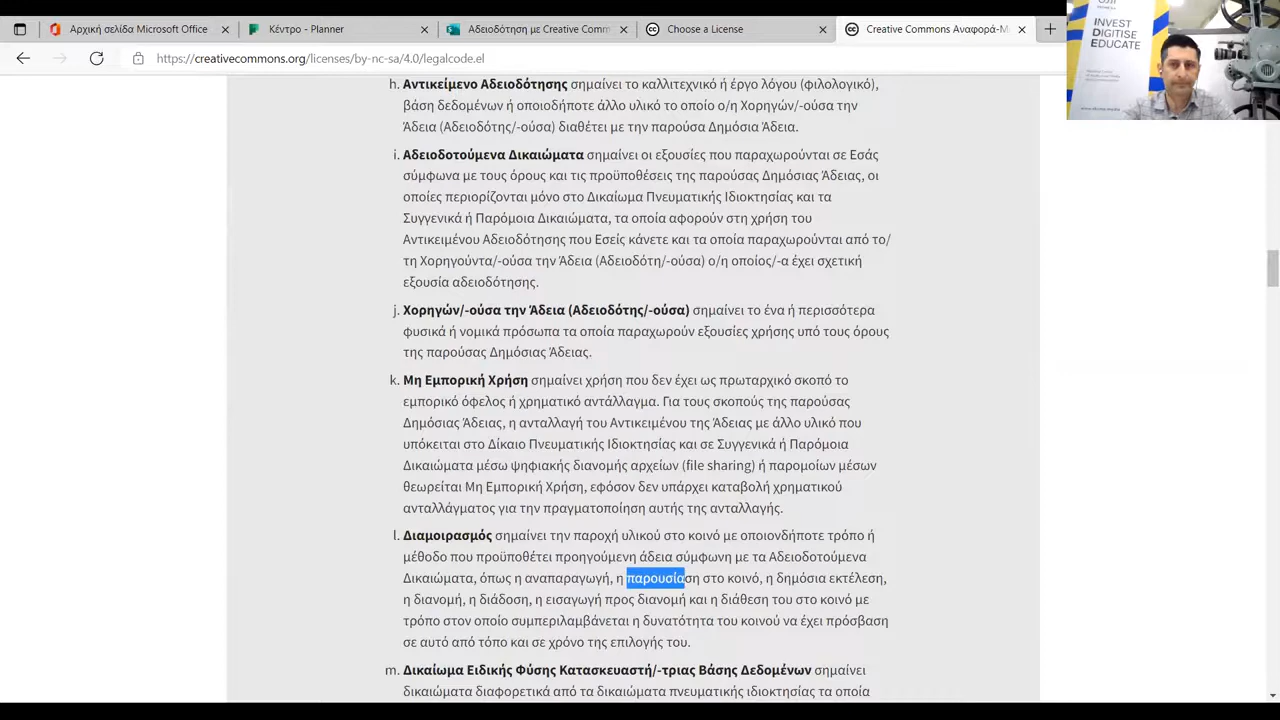 Αρχική σελίδα Microsoft Office
Κέντρο - Planner
Αδειοδότηση με Creative Comm
Choose a License
Creative Commons Αναφορά-Μ
https://creativecommons.org/licenses/by-nc-sa/4.0/legalcode.el
INVEST
DIGITISE
EDUCATE
Αντικείμενο Αδειοδότησης σημαίνει το καλλιτεχνικό ή έργο λόγου (φιλολογικό),
βάση δεδομένων ή οποιοδήποτε άλλο υλικό το οποίο ο/η Χορηγών/-ούσα την
Άδεια (Αδειοδότης/-ούσα) διαθέτει με την παρούσα Δημόσια Άδεια.
i. Αδειοδοτούμενα Δικαιώματα σημαίνει οι εξουσίες που παραχωρούνται σε Εσάς
σύμφωνα με τους όρους και τις προϋποθέσεις της παρούσας Δημόσιας Άδειας, οι
οποίες περιορίζονται μόνο στο Δικαίωμα Πνευματικής Ιδιοκτησίας και τα
Συγγενικά ή Παρόμοια Δικαιώματα, τα οποία αφορούν στη χρήση του
Αντικειμένου Αδειοδότησης που Εσείς κάνετε και τα οποία παραχωρούνται από το/
τη Χορηγούντα/-ούσα την Άδεια (Αδειοδότη/-ούσα) ο/η οποίος/-α έχει σχετική
εξουσία αδειοδότησης.
j. Χορηγών/-ούσα την Άδεια (Αδειοδότης/-ούσα) σημαίνει το ένα ή περισσότερα
φυσικά ή νομικά πρόσωπα τα οποία παραχωρούν εξουσίες χρήσης υπό τους όρους
της παρούσας Δημόσιας Άδειας.
k. Μη Εμπορική Χρήση σημαίνει χρήση που δεν έχει ως πρωταρχικό σκοπό το
εμπορικό όφελος ή χρηματικό αντάλλαγμα. Για τους σκοπούς της παρούσας
Δημόσιας Άδειας, η ανταλλαγή του Αντικειμένου της Άδειας με άλλο υλικό που
υπόκειται στο Δίκαιο Πνευματικής Ιδιοκτησίας και σε Συγγενικά ή Παρόμοια
Δικαιώματα μέσω ψηφιακής διανομής αρχείων (file sharing) ή παρομοίων μέσων
θεωρείται Μη Εμπορική Χρήση, εφόσον δεν υπάρχει καταβολή χρηματικού
ανταλλάγματος για την πραγματοποίηση αυτής της ανταλλαγής.
l. Διαμοιρασμός σημαίνει την παροχή υλικού στο κοινό με οποιονδήποτε τρόπο ή
μέθοδο που προϋποθέτει προηγούμενη άδεια σύμφωνη με τα Αδειοδοτούμενα
Δικαιώματα, όπως η αναπαραγωγή, η παρουσίαση στο κοινό, η δημόσια εκτέλεση,
η διανομή, η διάδοση, η εισαγωγή προς διανομή και η διάθεση του στο κοινό με
τρόπο στον οποίο συμπεριλαμβάνεται η δυνατότητα του κοινού να έχει πρόσβαση
σε αυτό από τόπο και σε χρόνο της επιλογής του.
m. Δικαίωμα Ειδικής Φύσης Κατασκευαστή/-τριας Βάσης Δεδομένων σημαίνει
δικαιώματα διαφορετικά από τα δικαιώματα πνευματικής ιδιοκτησίας τα οποία